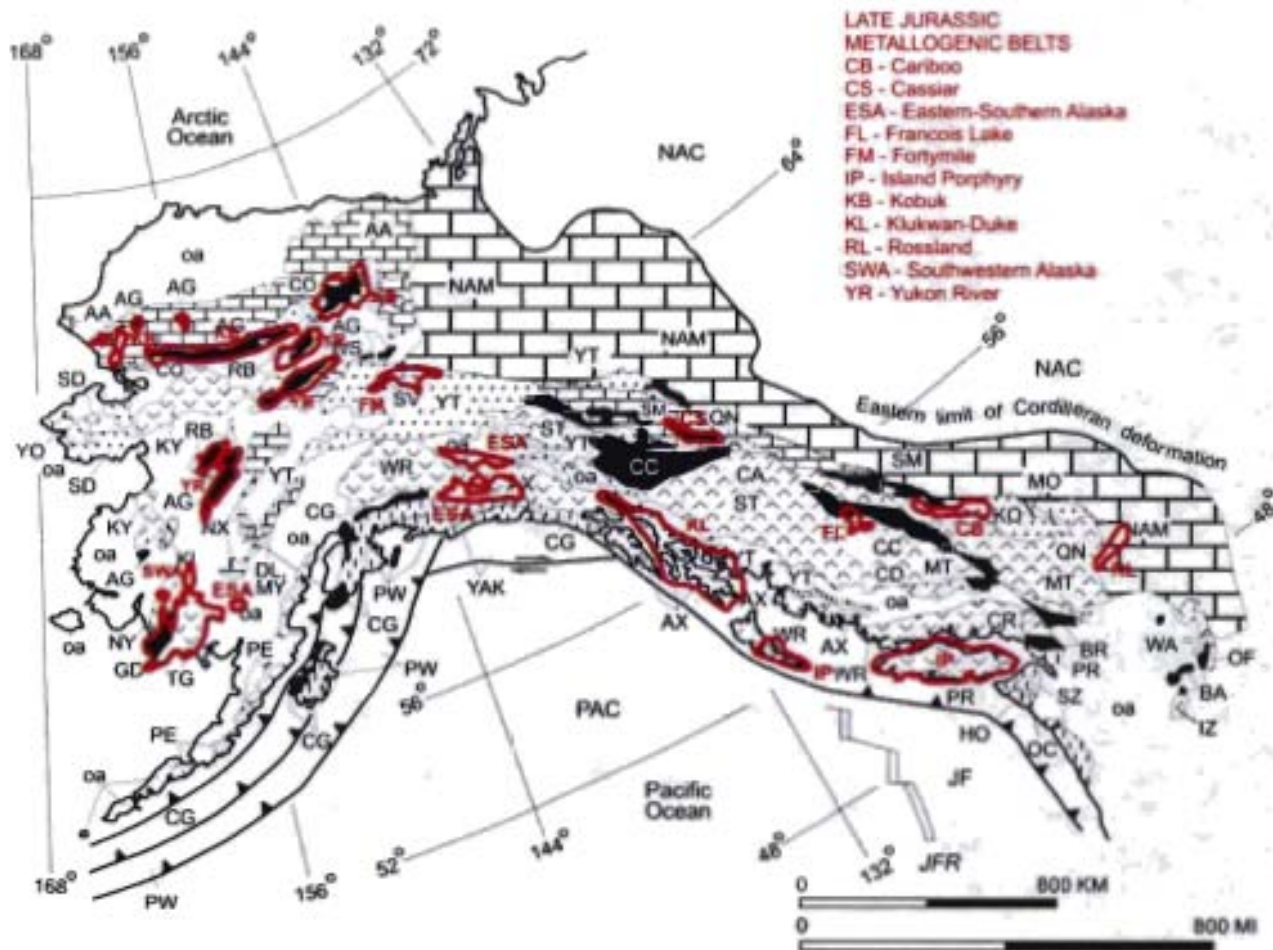 LATE JURASSIC
METALLOGENIC BELTS
CB - Cariboo
CS - Cassiar
ESA - Eastern-Southern Alaska
FL - Francois Lake
FM - Fortymile
IP - Island Porphyry
KB - Kobuk
KL - Klukwan-Duke
RL - Rossland
SWA - Southwestern Alaska
YR - Yukon River
168° 156° 144° 132° 72°
Arctic
Ocean
NAC
64°
AA
oa
AG
AG
CO
NAM
AA
AG
AG
NAM
56°
NAC
CO
RB
YT
SD
FM
SV
YT
SM
CS
QN
Eastern limit of Cordilleran deformation
YO
oa
KY
RB
ST
YT
ESA
SM
SD
WR
CC
CA
MO
YR
YT
oa
ST
48°
AG
CG
ESA
KO
NAM
KY
NX
FL
CB
oa
oa
CG
KL
CC
QN
AG
DL
MT
SWA
MY
CD
MT
RL
ESA
PW
YAK
YT
oa
oa
NY
CG
AX
WR
AX
CR
WA
GD
TG
PE
PW
IP
WR
IP
BR
PR
OF
56°
PAC
PR
SZ
oa
BA
PE
CG
HO
IZ
OC
oa
JF
CG
Pacific
Ocean
JFR
168°
PW
156°
52°
144°
48°
132°
0 800 KM
0 800 MI